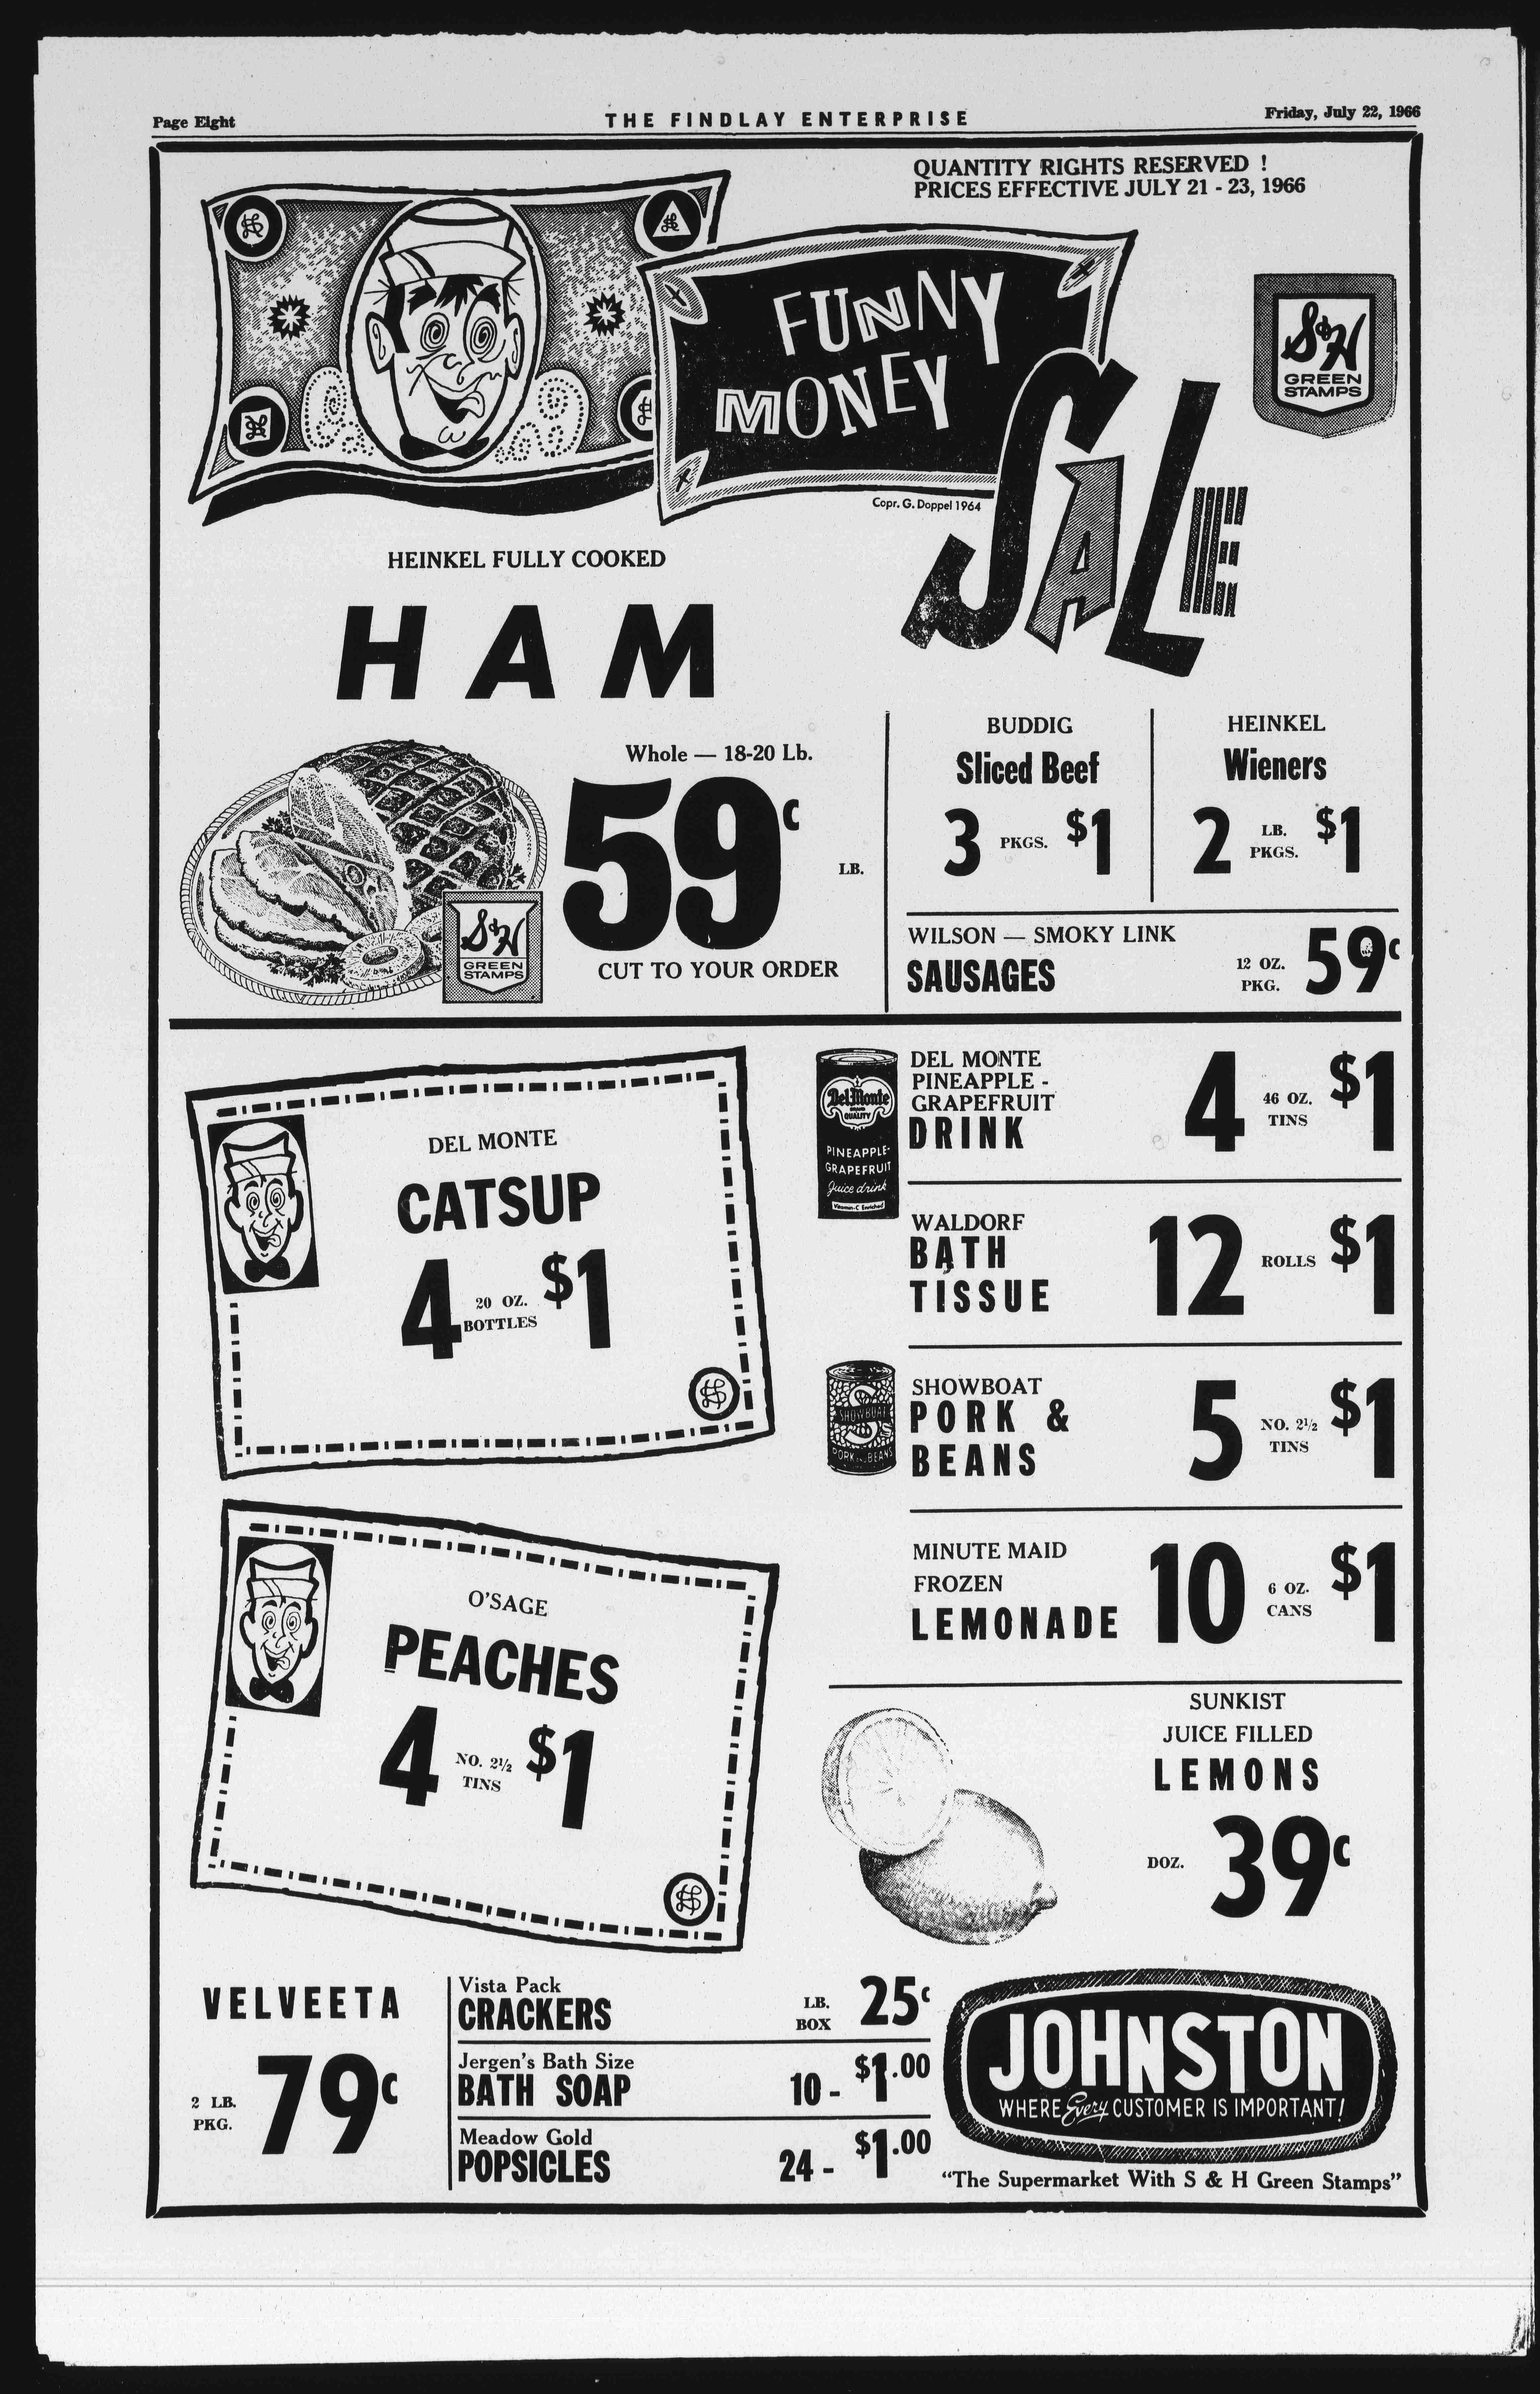 Page Eight
THE FINDLAY ENTERPRISE
Friday, July 22, 1966
QUANTITY RIGHTS RESERVED !
PRICES EFFECTIVE JULY 21 - 23, 1966
FUNNY
MONEY
SALE
S&H
GREEN
STAMPS
Copr. G. Doppel 1964
HEINKEL FULLY COOKED
HAM
Whole — 18-20 Lb.
59c
LB.
CUT TO YOUR ORDER
S&H
GREEN
STAMPS
BUDDIG
Sliced Beef
3 PKGS. $1
HEINKEL
Wieners
2 LB. PKGS. $1
WILSON — SMOKY LINK
SAUSAGES
12 OZ.
PKG.
59c
DEL MONTE
CATSUP
4 20 OZ. BOTTLES $1
O'SAGE
PEACHES
4 NO. 2½ TINS $1
Del Monte
BRAND
QUALITY
PINEAPPLE-
GRAPEFRUIT
Juice drink
Vitamin-C Enriched
DEL MONTE
PINEAPPLE -
GRAPEFRUIT
DRINK
4 46 OZ. TINS $1
WALDORF
BATH
TISSUE
12 ROLLS $1
SHOWBOAT
PORK AND BEANS
SHOWBOAT
PORK &
BEANS
5 NO. 2½ TINS $1
MINUTE MAID
FROZEN
LEMONADE
10 6 OZ. CANS $1
SUNKIST
JUICE FILLED
LEMONS
DOZ. 39c
VELVEETA
2 LB.
PKG.
79c
Vista Pack
CRACKERS
LB.
BOX
25c
Jergen's Bath Size
BATH SOAP
10 - $1.00
Meadow Gold
POPSICLES
24 - $1.00
JOHNSTON
WHERE Every CUSTOMER IS IMPORTANT!
"The Supermarket With S & H Green Stamps"